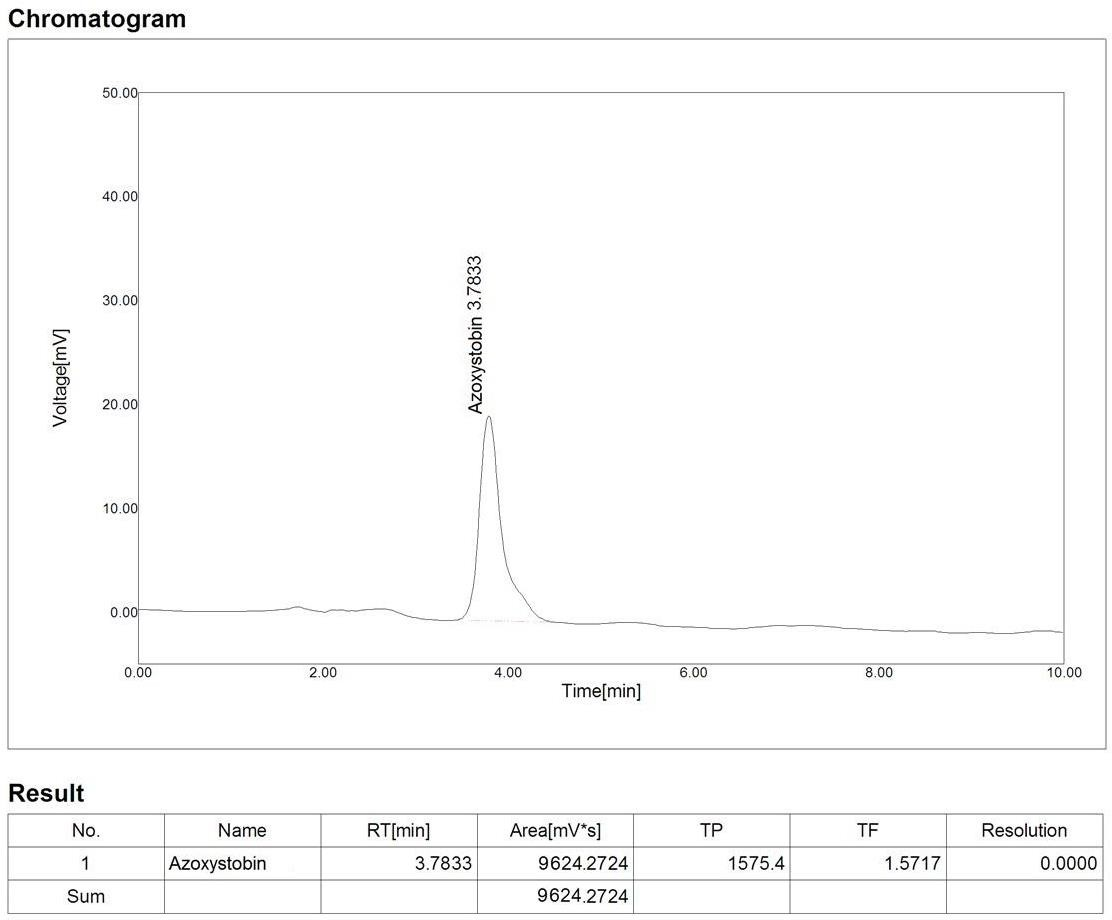 Chromatogram
50.00
40.00
30.00
20.00
10.00
0.00
Voltage[mV]
Azoxystobin 3.7833
0.00 2.00 4.00 6.00 8.00 10.00
Time[min]
Result
No. Name RT[min] Area[mV*s] TP TF Resolution
1 Azoxystobin 3.7833 9624.2724 1575.4 1.5717 0.0000
Sum 9624.2724